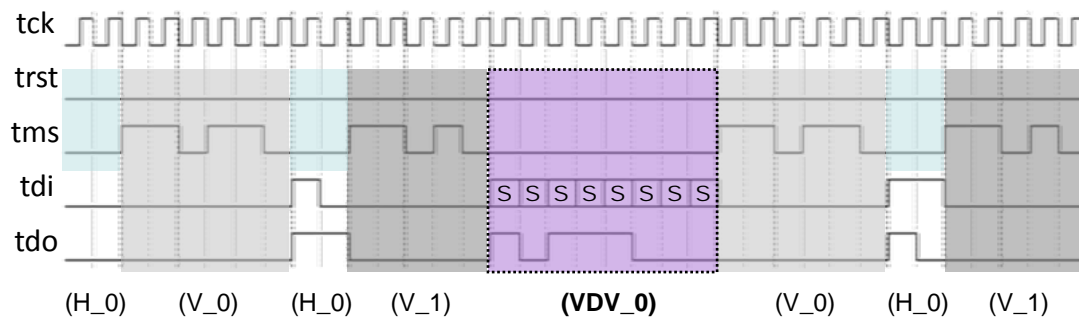 tck
trst
tms
tdi S S S S S S S S
tdo
(H_0) (V_0) (H_0) (V_1) (VDV_0) (V_0) (H_0) (V_1)